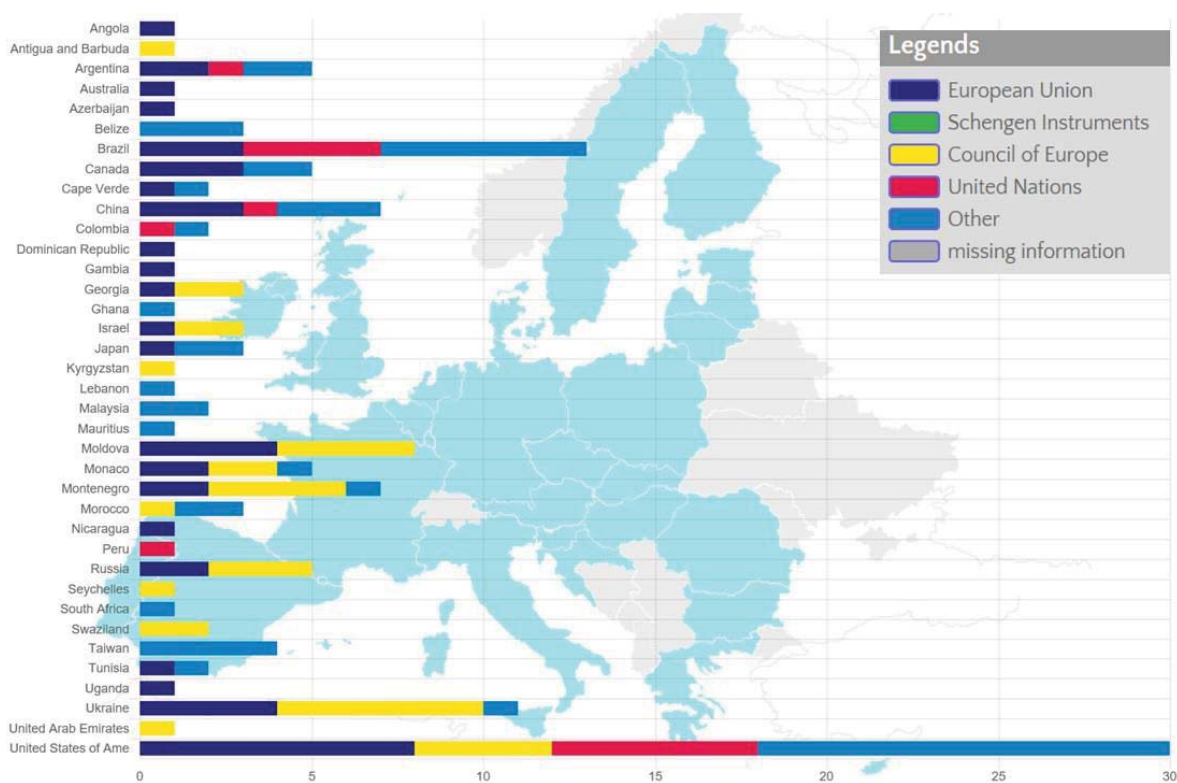 Angola
Antigua and Barbuda
Argentina
Australia
Azerbaijan
Belize
Brazil
Canada
Cape Verde
China
Colombia
Dominican Republic
Gambia
Georgia
Ghana
Israel
Japan
Kyrgyzstan
Lebanon
Malaysia
Mauritius
Moldova
Monaco
Montenegro
Morocco
Nicaragua
Peru
Russia
Seychelles
South Africa
Swaziland
Taiwan
Tunisia
Uganda
Ukraine
United Arab Emirates
United States of Ame
0 5 10 15 20 25 30
Legends
European Union
Schengen Instruments
Council of Europe
United Nations
Other
missing information